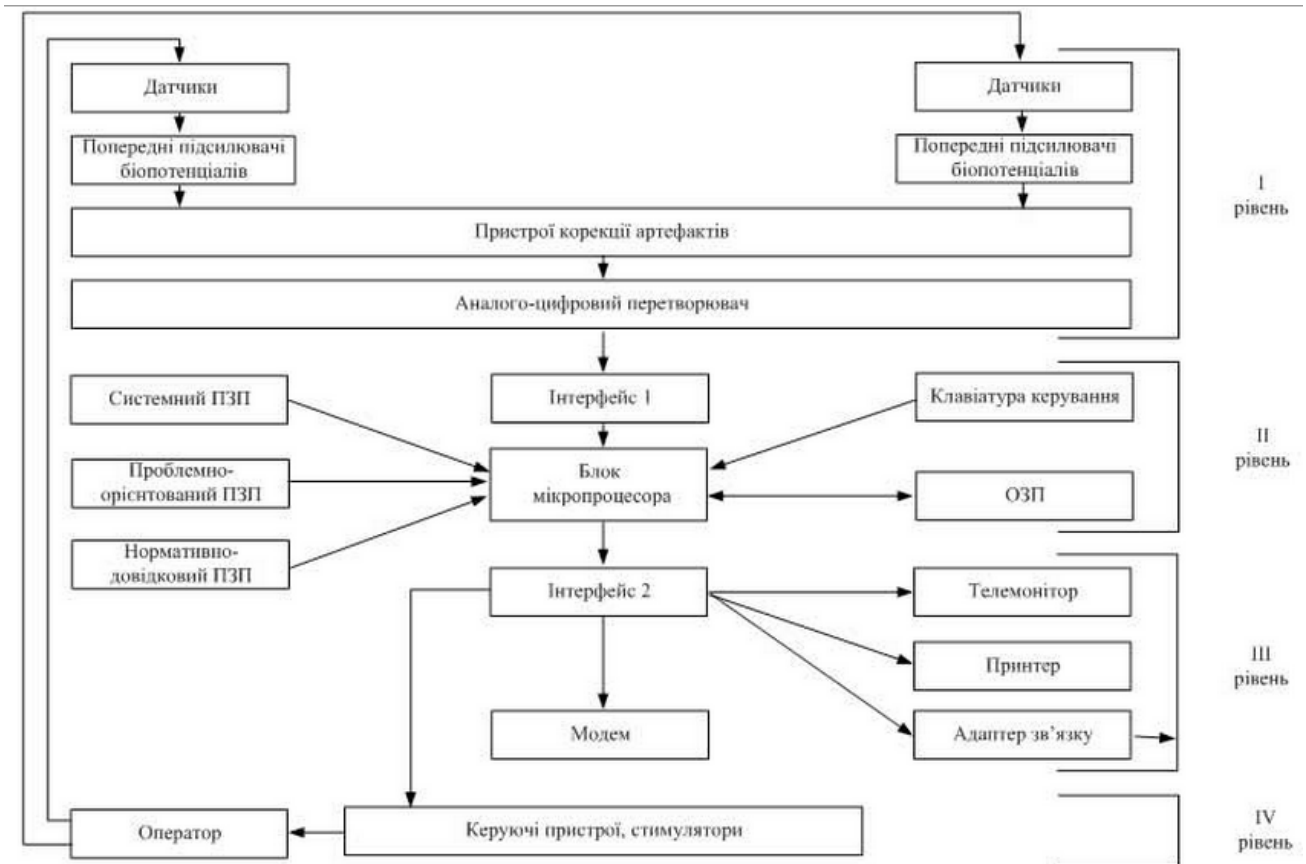 Датчики
Датчики
Попередні підсилювачі
біопотенціалів
Попередні підсилювачі
біопотенціалів
I
рівень
Пристрої корекції артефактів
Аналого-цифровий перетворювач
Системний ПЗП
Інтерфейс 1
Клавіатура керування
Проблемно-
орієнтований ПЗП
Блок
мікропроцесора
ОЗП
II
рівень
Нормативно-
довідковий ПЗП
Інтерфейс 2
Телемонітор
Принтер
III
рівень
Модем
Адаптер зв’язку
Оператор
Керуючі пристрої, стимулятори
IV
рівень